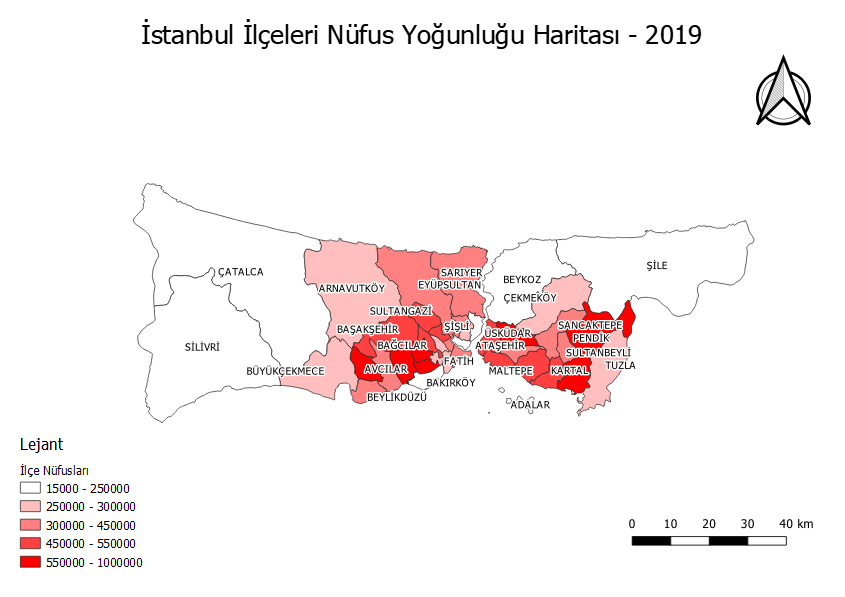 İstanbul İlçeleri Nüfus Yoğunluğu Haritası - 2019
ÇATALCA
SİLİVRİ
ARNAVUTKÖY
BÜYÜKÇEKMECE
SARIYER
EYÜPSULTAN
SULTANGAZİ
BAŞAKŞEHİR
ŞİŞLİ
BAĞCILAR
FATİH
AVCILAR
BAKIRKÖY
BEYLİKDÜZÜ
BEYKOZ
ÇEKMEKÖY
ŞİLE
ÜSKÜDAR
ATAŞEHİR
SANCAKTEPE
PENDİK
SULTANBEYLİ
TUZLA
MALTEPE
KARTAL
ADALAR
Lejant
İlçe Nüfusları
15000 - 250000
250000 - 300000
300000 - 450000
450000 - 550000
550000 - 1000000
0 10 20 30 40 km